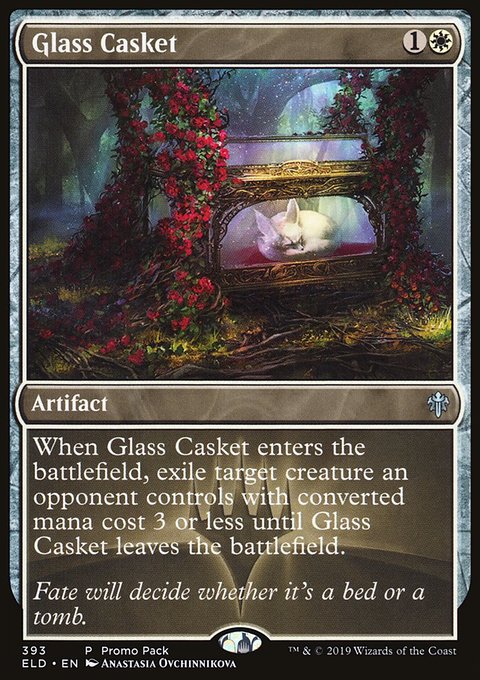 Glass Casket 1
Artifact
When Glass Casket enters the
battlefield, exile target creature an
opponent controls with converted
mana cost 3 or less until Glass
Casket leaves the battlefield.
Fate will decide whether it's a bed or a
tomb.
393 P Promo Pack
ELD • EN Anastasia Ovchinnikova
™ & © 2019 Wizards of the Coast